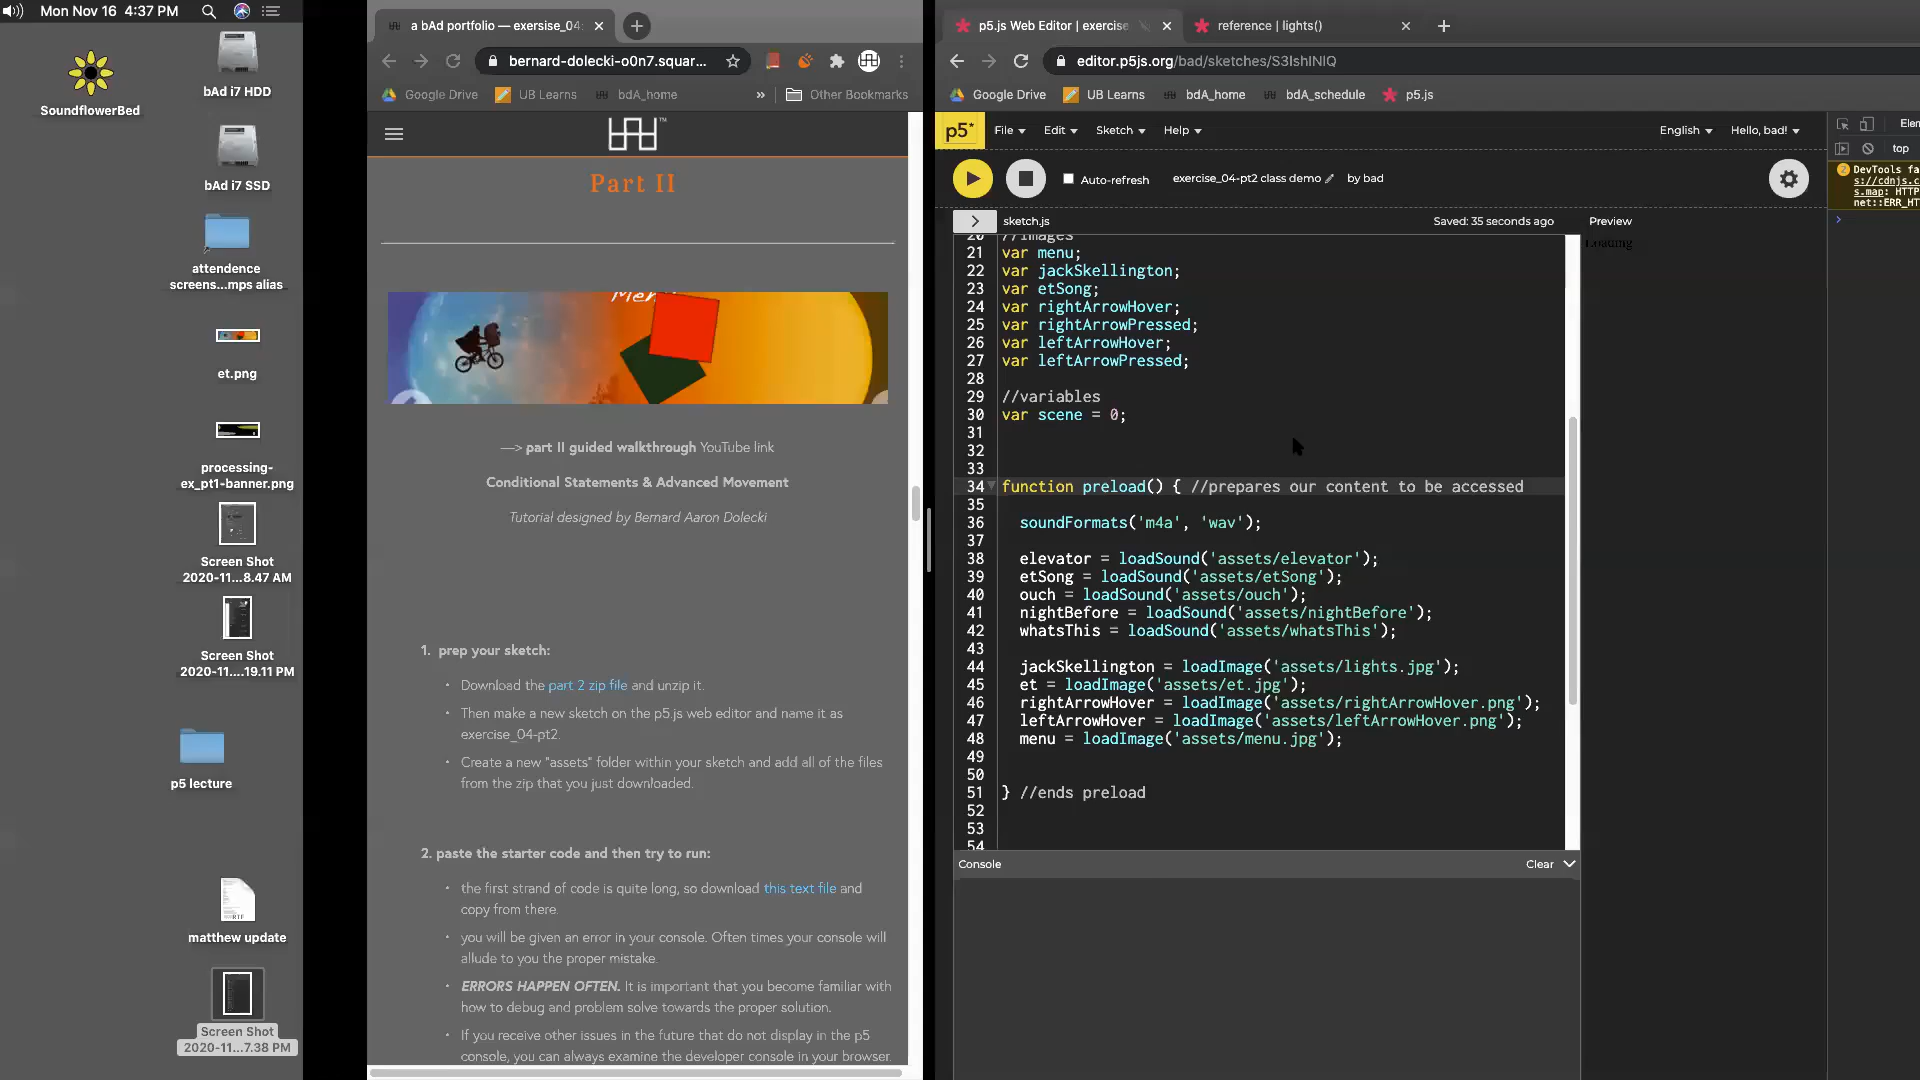 Mon Nov 16 4:37 PM
SoundflowerBed
bAd i7 HDD
bAd i7 SSD
attendence
screens...mps alias
et.png
processing-
ex_pt1-banner.png
Screen Shot
2020-11...8.47 AM
Screen Shot
2020-11...19.11 PM
p5 lecture
matthew update
Screen Shot
2020-11...7.38 PM
a bAd portfolio — exersise_04
bernard-dolecki-o0n7.squar...
Google Drive
UB Learns
bdA_home
»
Other Bookmarks
Part II
—> part II guided walkthrough YouTube link
Conditional Statements & Advanced Movement
Tutorial designed by Bernard Aaron Dolecki
1. prep your sketch:
• Download the part 2 zip file and unzip it.
• Then make a new sketch on the p5.js web editor and name it as
exercise_04-pt2.
• Create a new "assets" folder within your sketch and add all of the files
from the zip that you just downloaded.
2. paste the starter code and then try to run:
• the first strand of code is quite long, so download this text file and
copy from there.
• you will be given an error in your console. Often times your console will
allude to you the proper mistake.
• ERRORS HAPPEN OFTEN. It is important that you become familiar with
how to debug and problem solve towards the proper solution.
• If you receive other issues in the future that do not display in the p5
console, you can always examine the developer console in your browser.
p5.js Web Editor | exercise
reference | lights()
editor.p5js.org/bad/sketches/S3IshINIQ
Google Drive
UB Learns
bdA_home
bdA_schedule
p5.js
p5*
File
Edit
Sketch
Help
English
Hello, bad!
Auto-refresh
exercise_04-pt2 class demo
by bad
sketch.js
Saved: 35 seconds ago
Preview
Loading
20 //images
21 var menu;
22 var jackSkellington;
23 var etSong;
24 var rightArrowHover;
25 var rightArrowPressed;
26 var leftArrowHover;
27 var leftArrowPressed;
28
29 //variables
30 var scene = 0;
31
32
33
34 function preload() { //prepares our content to be accessed
35
36 soundFormats('m4a', 'wav');
37
38 elevator = loadSound('assets/elevator');
39 etSong = loadSound('assets/etSong');
40 ouch = loadSound('assets/ouch');
41 nightBefore = loadSound('assets/nightBefore');
42 whatsThis = loadSound('assets/whatsThis');
43
44 jackSkellington = loadImage('assets/lights.jpg');
45 et = loadImage('assets/et.jpg');
46 rightArrowHover = loadImage('assets/rightArrowHover.png');
47 leftArrowHover = loadImage('assets/leftArrowHover.png');
48 menu = loadImage('assets/menu.jpg');
49
50
51 } //ends preload
52
53
54
Console
Clear
Elen
top
2
DevTools fa
s://cdnjs.c
s.map: HTTP
net::ERR_HT